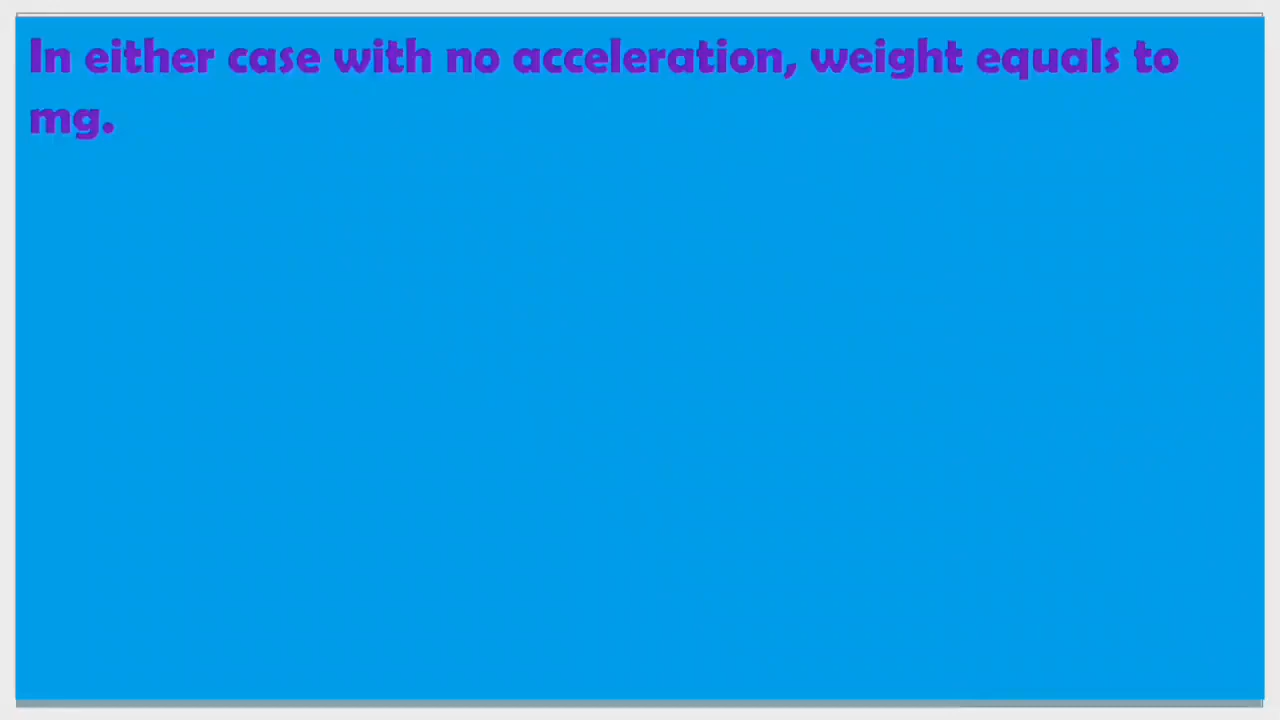 In either case with no acceleration, weight equals to
mg.